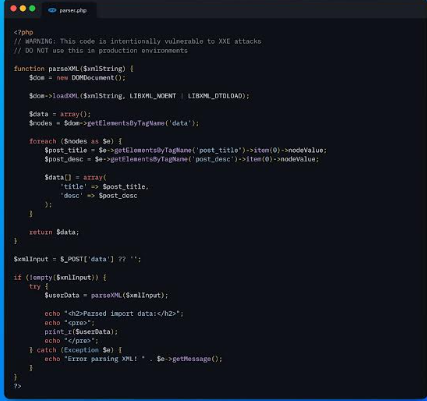 parser.php
<?php
// WARNING: This code is intentionally vulnerable to XXE attacks
// DO NOT use this in production environments
function parseXML($xmlString) {
$dom = new DOMDocument();
$dom->loadXML($xmlString, LIBXML_NOENT | LIBXML_DTDLOAD);
$data = array();
$nodes = $dom->getElementsByTagName('data');
foreach ($nodes as $e) {
$post_title = $e->getElementsByTagName('post_title')->item(0)->nodeValue;
$post_desc = $e->getElementsByTagName('post_desc')->item(0)->nodeValue;
$data[] = array(
'title' => $post_title,
'desc' => $post_desc
);
}
return $data;
}
$xmlInput = $_POST['data'] ?? '';
if (!empty($xmlInput)) {
try {
$userData = parseXML($xmlInput);
echo "<h2>Parsed import data:</h2>";
echo "<pre>";
print_r($userData);
echo "</pre>";
} catch (Exception $e) {
echo "Error parsing XML: " . $e->getMessage();
}
}
?>